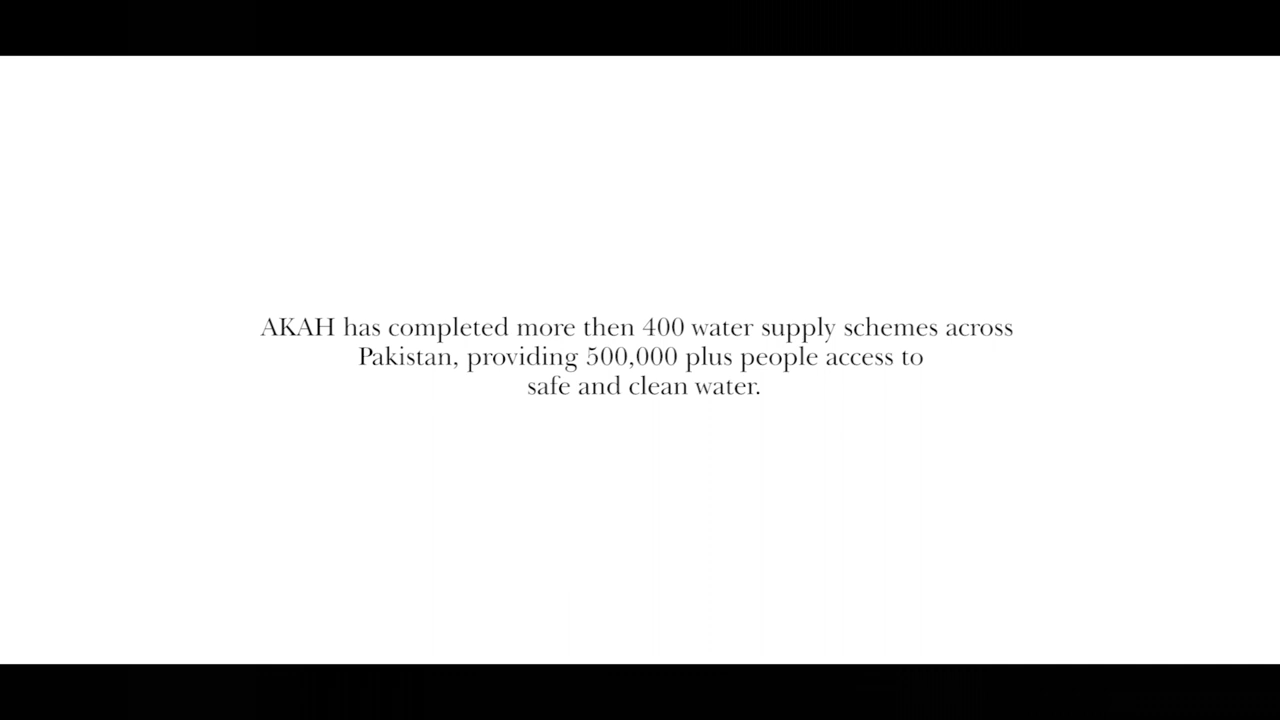 AKAH has completed more then 400 water supply schemes across
Pakistan, providing 500,000 plus people access to
safe and clean water.